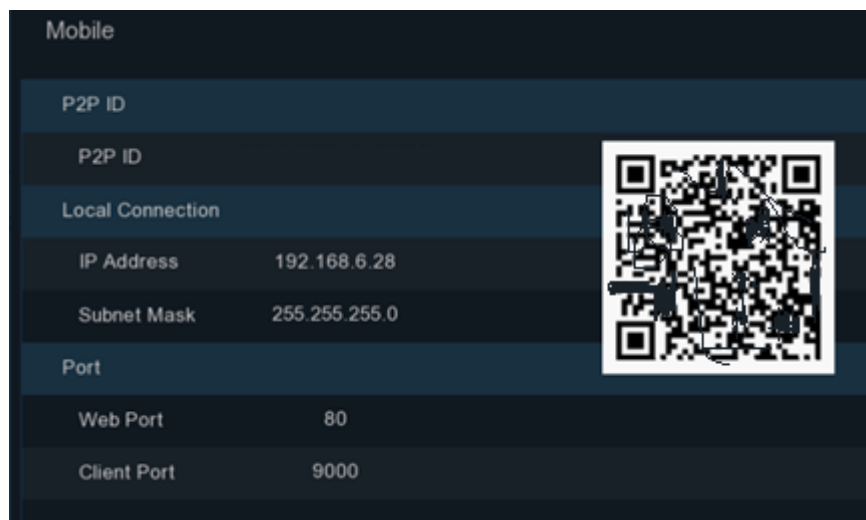 Mobile
P2P ID
P2P ID
Local Connection
IP Address 192.168.6.28
Subnet Mask 255.255.255.0
Port
Web Port 80
Client Port 9000